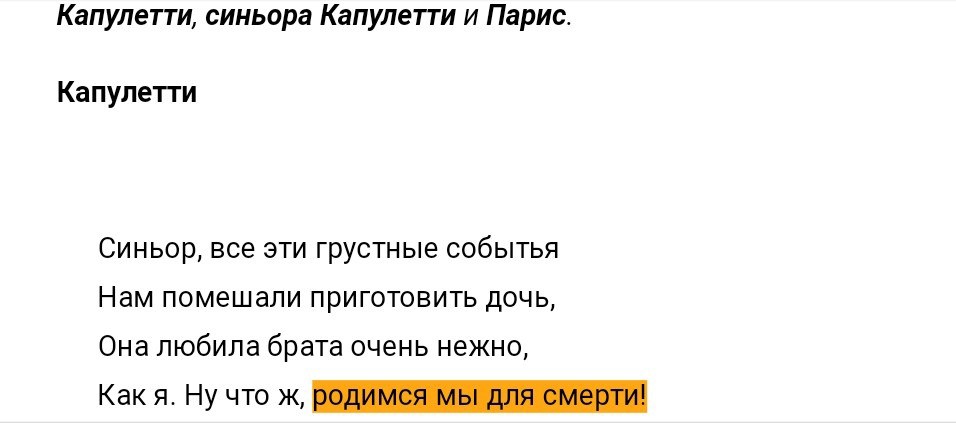 Капулетти, синьора Капулетти и Парис.
Капулетти
Синьор, все эти грустные событья
Нам помешали приготовить дочь,
Она любила брата очень нежно,
Как я. Ну что ж, родимся мы для смерти!